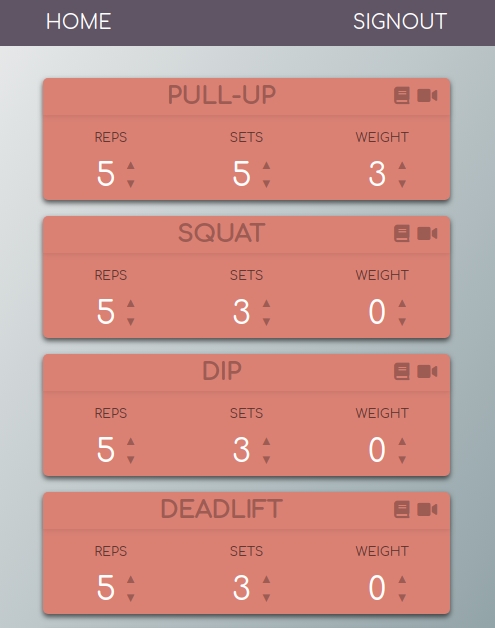 HOME SIGNOUT
PULL-UP
REPS SETS WEIGHT
5 5 3
SQUAT
REPS SETS WEIGHT
5 3 0
DIP
REPS SETS WEIGHT
5 3 0
DEADLIFT
REPS SETS WEIGHT
5 3 0